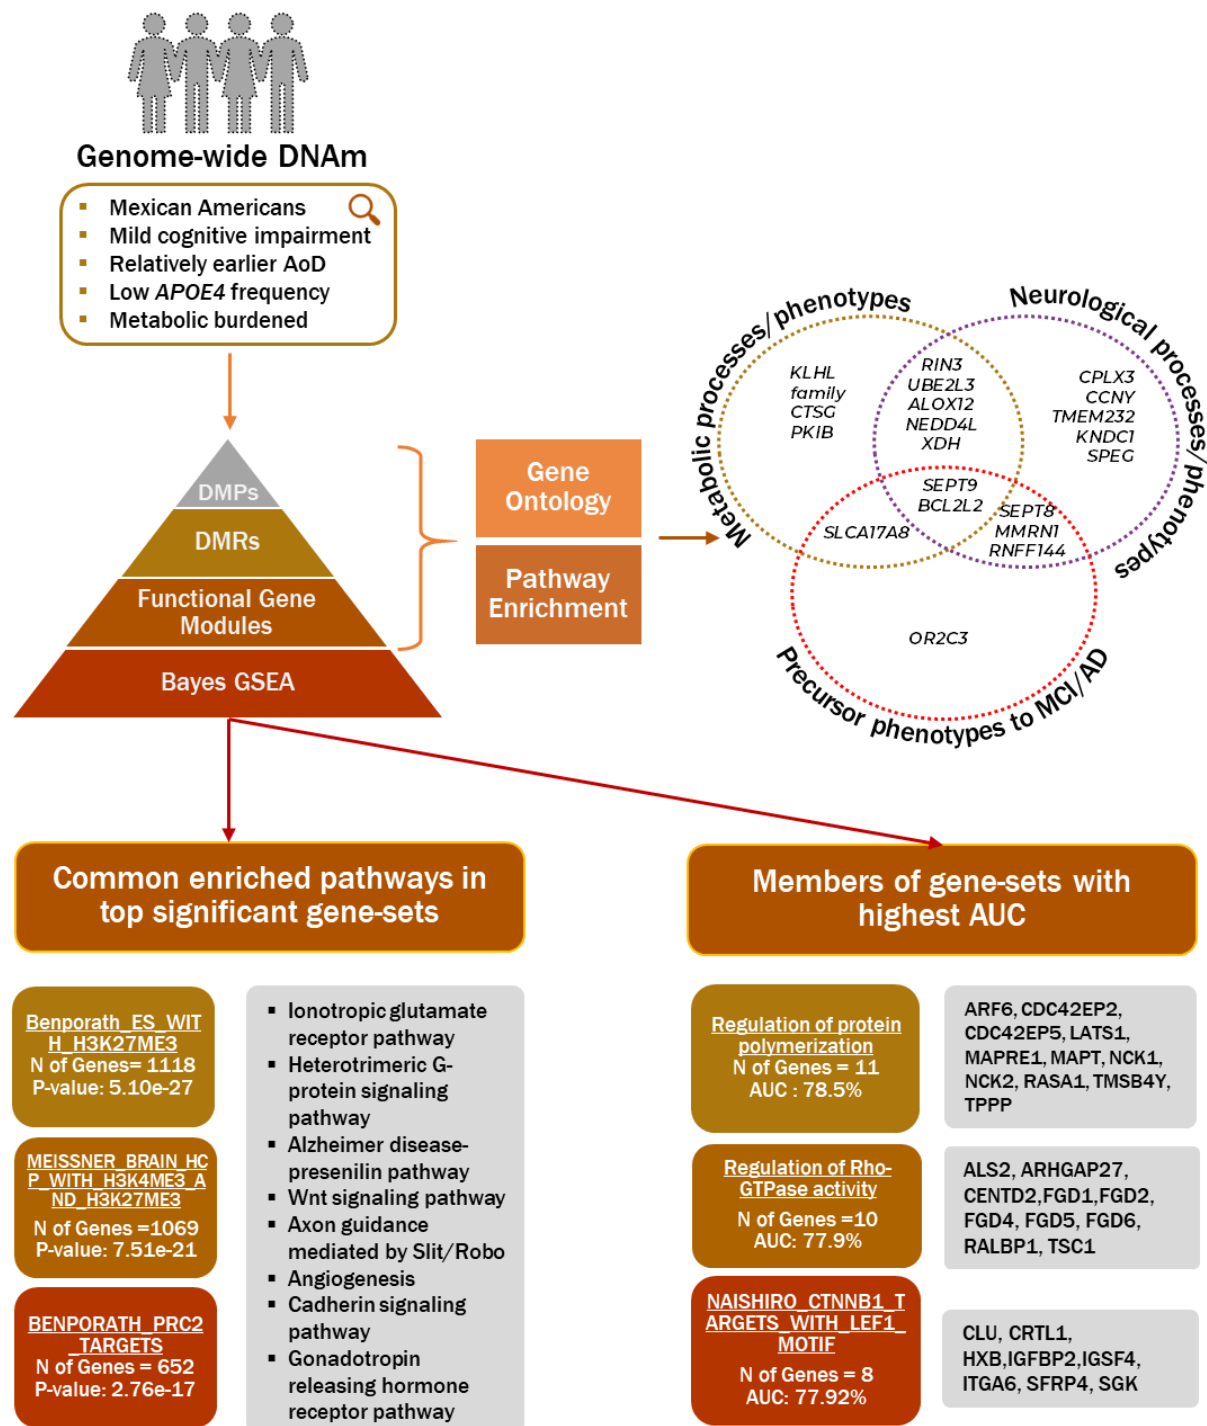 Genome-wide DNAm
▪ Mexican Americans
▪ Mild cognitive impairment
▪ Relatively earlier AoD
▪ Low APOE4 frequency
▪ Metabolic burdened
DMPs
DMRs
Functional Gene
Modules
Bayes GSEA
Gene
Ontology
Pathway
Enrichment
Metabolic processes/phenotypes
Neurological processes/phenotypes
Precursor phenotypes to MCI/AD
KLHL
family
CTSG
PKIB
RIN3
UBE2L3
ALOX12
NEDD4L
XDH
CPLX3
CCNY
TMEM232
KNDC1
SPEG
SEPT9
BCL2L2
SLCA17A8
SEPT8
MMRN1
RNFF144
OR2C3
Common enriched pathways in
top significant gene-sets
Benporath_ES_WIT
H_H3K27ME3
N of Genes= 1118
P-value: 5.10e-27
MEISSNER_BRAIN_HC
P_WITH_H3K4ME3_A
ND_H3K27ME3
N of Genes =1069
P-value: 7.51e-21
BENPORATH_PRC2
_TARGETS
N of Genes = 652
P-value: 2.76e-17
▪ Ionotropic glutamate
receptor pathway
▪ Heterotrimeric G-
protein signaling
pathway
▪ Alzheimer disease-
presenilin pathway
▪ Wnt signaling pathway
▪ Axon guidance
mediated by Slit/Robo
▪ Angiogenesis
▪ Cadherin signaling
pathway
▪ Gonadotropin
releasing hormone
receptor pathway
Members of gene-sets with
highest AUC
Regulation of protein
polymerization
N of Genes = 11
AUC : 78.5%
ARF6, CDC42EP2,
CDC42EP5, LATS1,
MAPRE1, MAPT, NCK1,
NCK2, RASA1, TMSB4Y,
TPPP
Regulation of Rho-
GTPase activity
N of Genes =10
AUC: 77.9%
ALS2, ARHGAP27,
CENTD2,FGD1,FGD2,
FGD4, FGD5, FGD6,
RALBP1, TSC1
NAISHIRO_CTNNB1_T
ARGETS_WITH_LEF1_
MOTIF
N of Genes = 8
AUC: 77.92%
CLU, CRTL1,
HXB,IGFBP2,IGSF4,
ITGA6, SFRP4, SGK